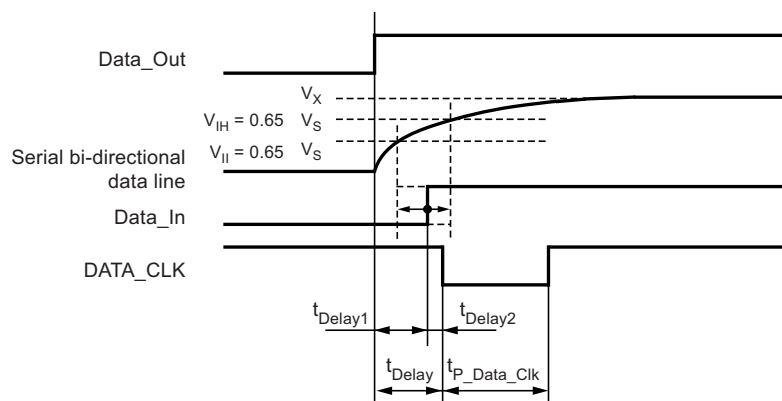 Data_Out
V_X
V_IH = 0.65 V_S
V_Il = 0.65 V_S
Serial bi-directional
data line
Data_In
DATA_CLK
t_Delay1 t_Delay2
t_Delay t_P_Data_Clk